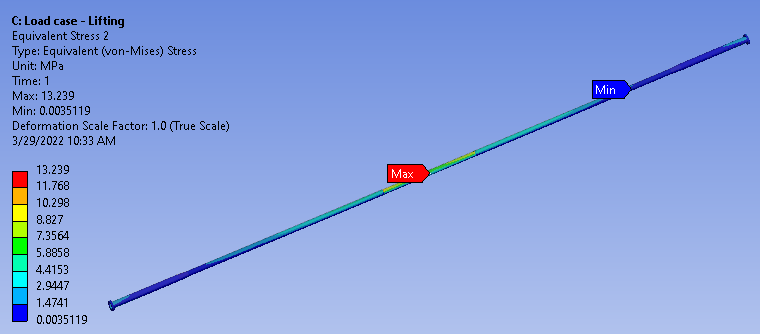 C: Load case - Lifting
Equivalent Stress 2
Type: Equivalent (von-Mises) Stress
Unit: MPa
Time: 1
Max: 13.239
Min: 0.0035119
Deformation Scale Factor: 1.0 (True Scale)
3/29/2022 10:33 AM
Min
Max
13.239
11.768
10.298
8.827
7.3564
5.8858
4.4153
2.9447
1.4741
0.0035119